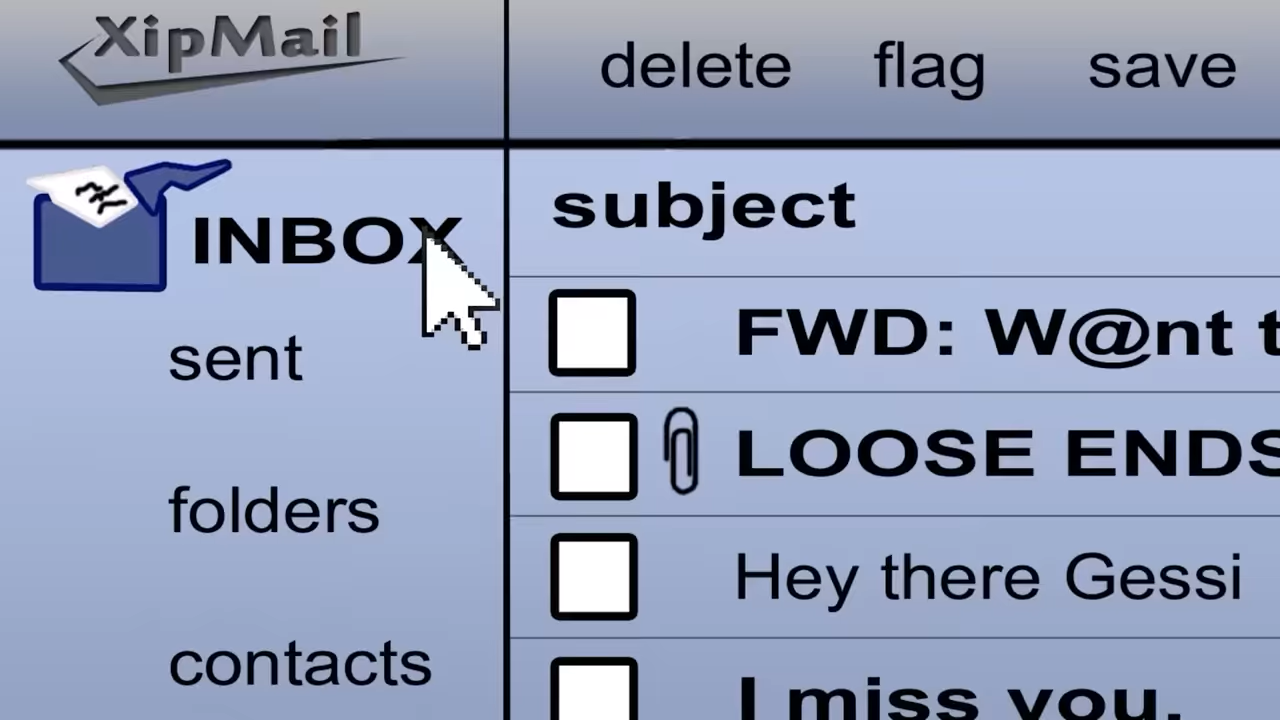 XipMail
delete flag save
INBOX
sent
folders
contacts
subject
FWD: W@nt t
LOOSE ENDS
Hey there Gessi
I miss you.